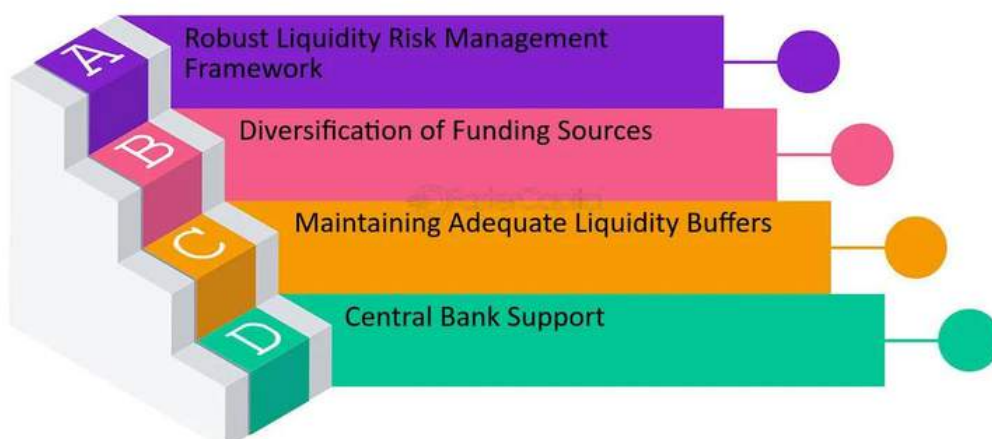 A
Robust Liquidity Risk Management
Framework
B
Diversification of Funding Sources
C
Maintaining Adequate Liquidity Buffers
D
Central Bank Support